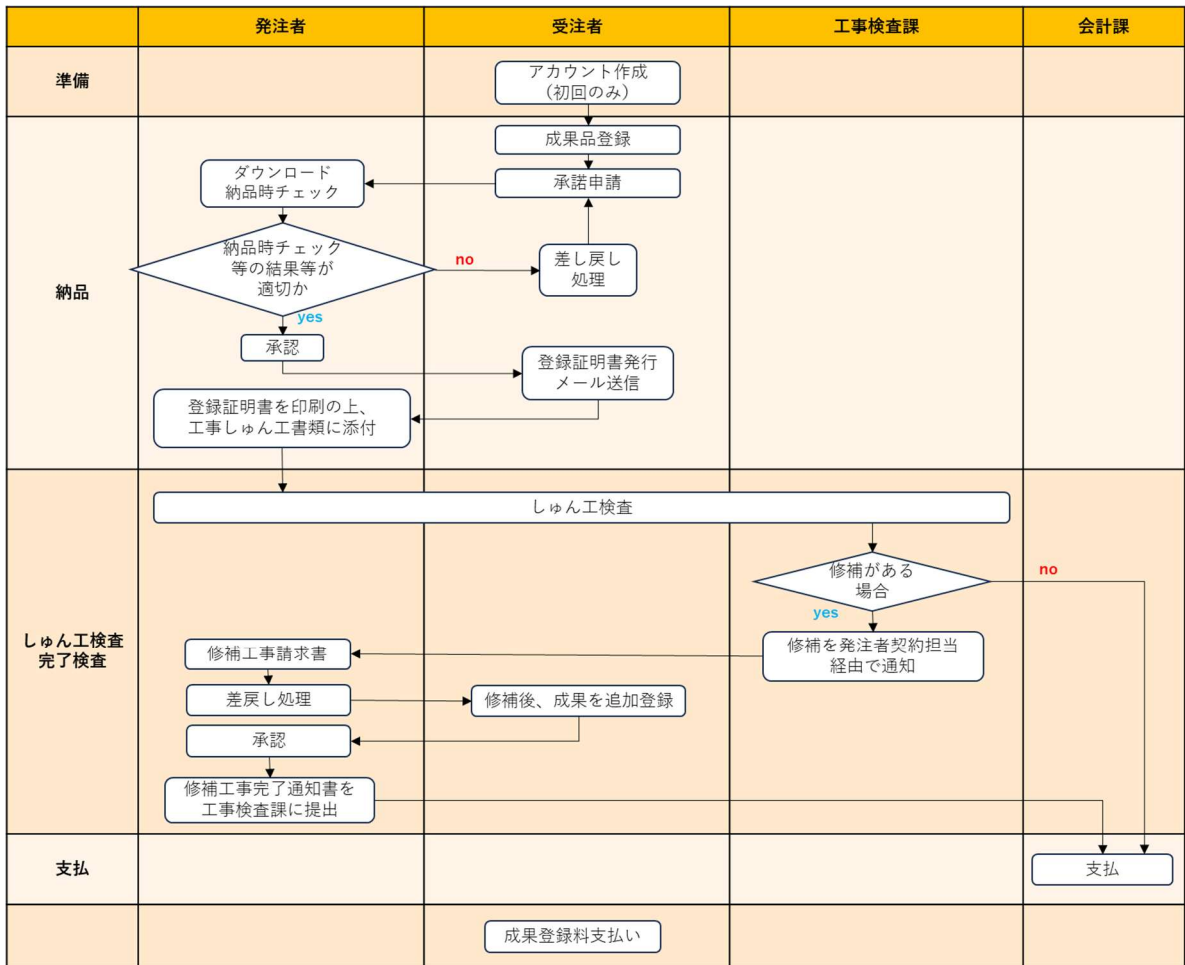 発注者
受注者
工事検査課
会計課
準備
アカウント作成
(初回のみ)
納品
成果品登録
承諾申請
ダウンロード
納品時チェック
納品時チェック
等の結果等が
適切か
no
差し戻し
処理
yes
承認
登録証明書発行
メール送信
登録証明書を印刷の上、
工事しゅん工書類に添付
しゅん工検査
完了検査
しゅん工検査
修補がある
場合
no
yes
修補を発注者契約担当
経由で通知
修補工事請求書
差戻し処理
修補後、成果を追加登録
承認
修補工事完了通知書を
工事検査課に提出
支払
支払
成果登録料支払い